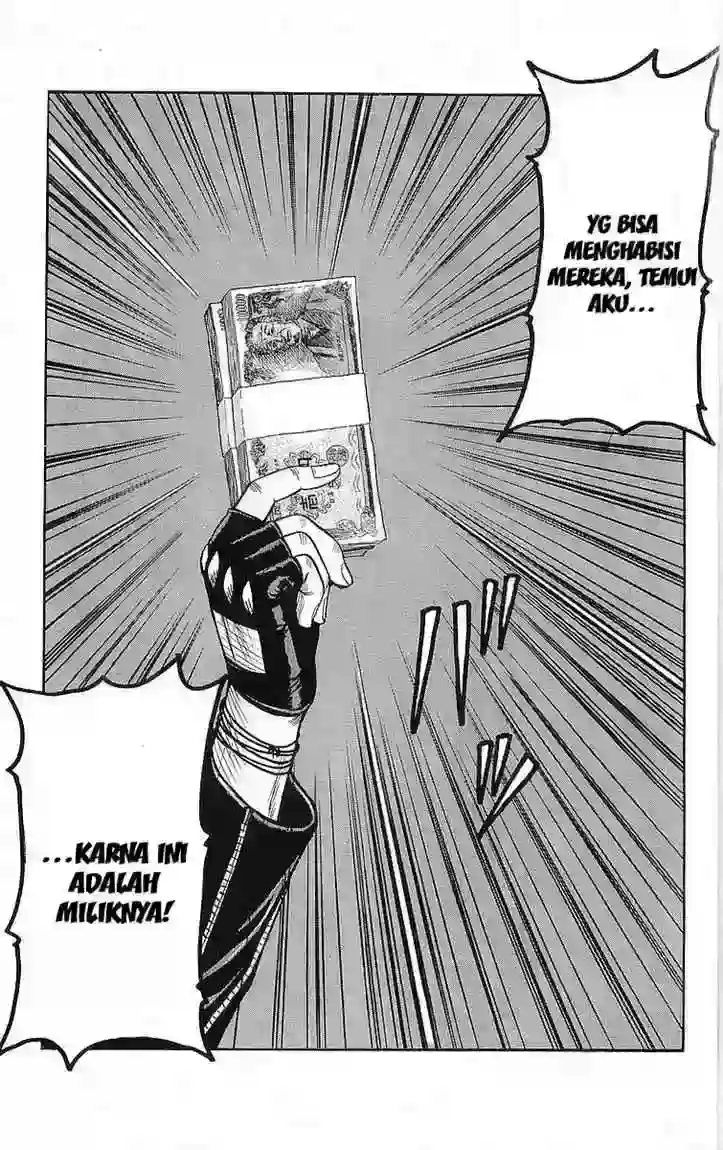 YG BISA
MENGHABISI
MEREKA, TEMUI
AKU...
...KARNA INI
ADALAH
MILIKNYA!